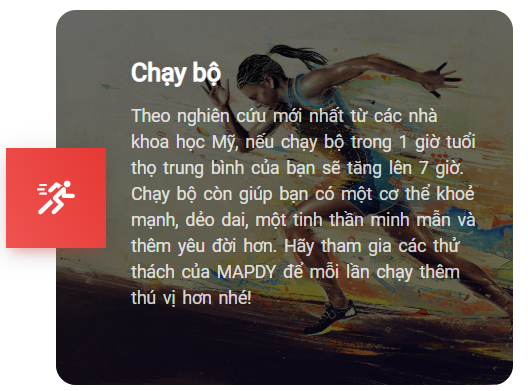 Chạy bộ
Theo nghiên cứu mới nhất từ các nhà
khoa học Mỹ, nếu chạy bộ trong 1 giờ tuổi
thọ trung bình của bạn sẽ tăng lên 7 giờ.
Chạy bộ còn giúp bạn có một cơ thể khoẻ
mạnh, dẻo dai, một tinh thần minh mẫn và
thêm yêu đời hơn. Hãy tham gia các thử
thách của MAPDY để mỗi lần chạy thêm
thú vị hơn nhé!